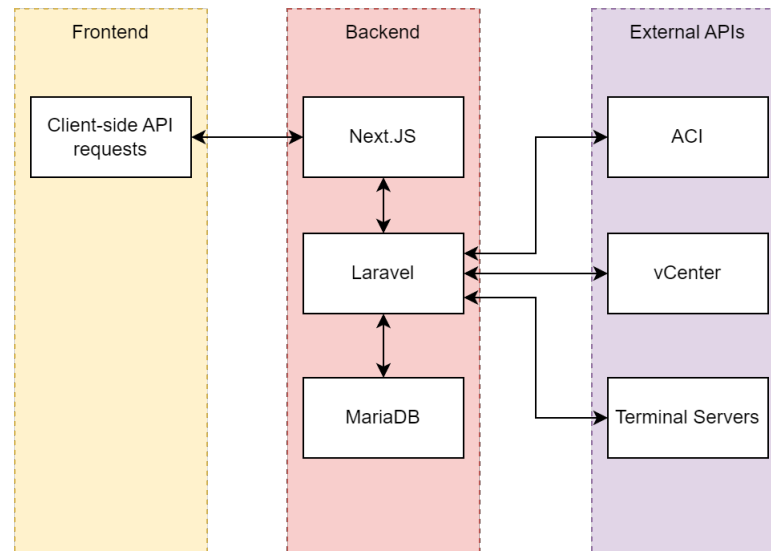 Frontend
Backend
External APIs
Client-side API
requests
Next.JS
ACI
Laravel
vCenter
MariaDB
Terminal Servers